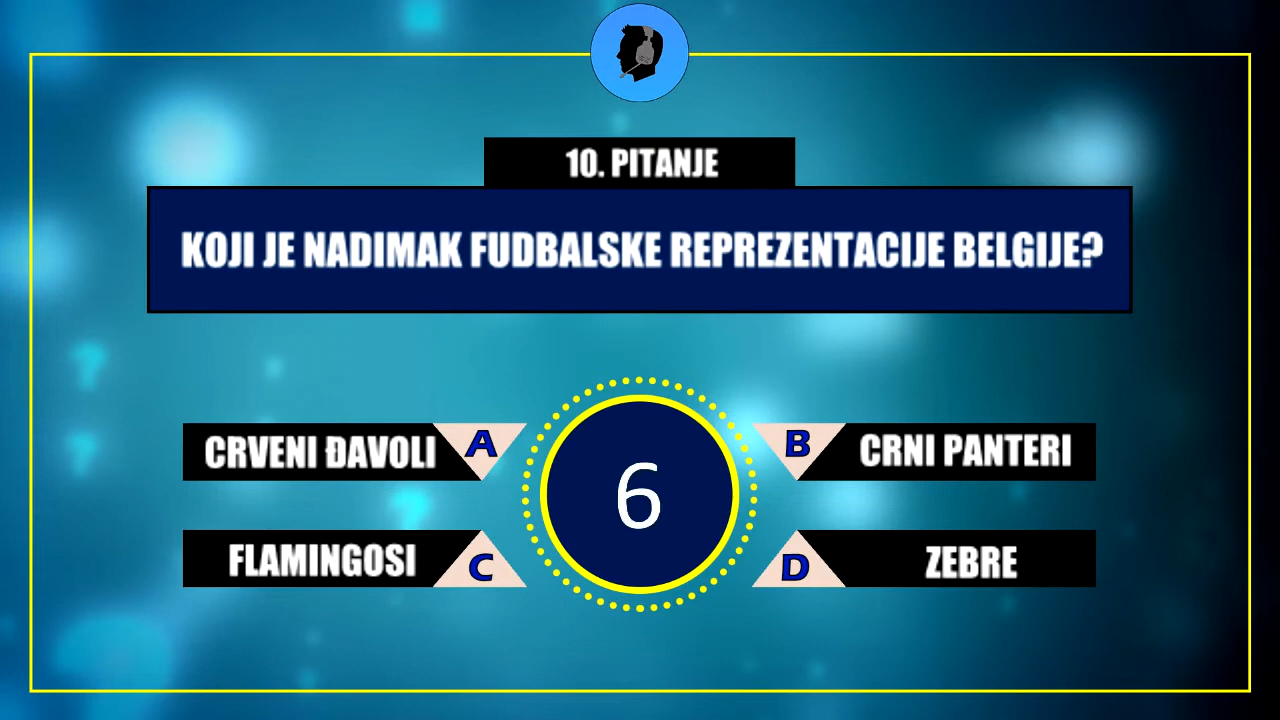 10. PITANJE
KOJI JE NADIMAK FUDBALSKE REPREZENTACIJE BELGIJE?
CRVENI ĐAVOLI A
B CRNI PANTERI
6
FLAMINGOSI C
D ZEBRE